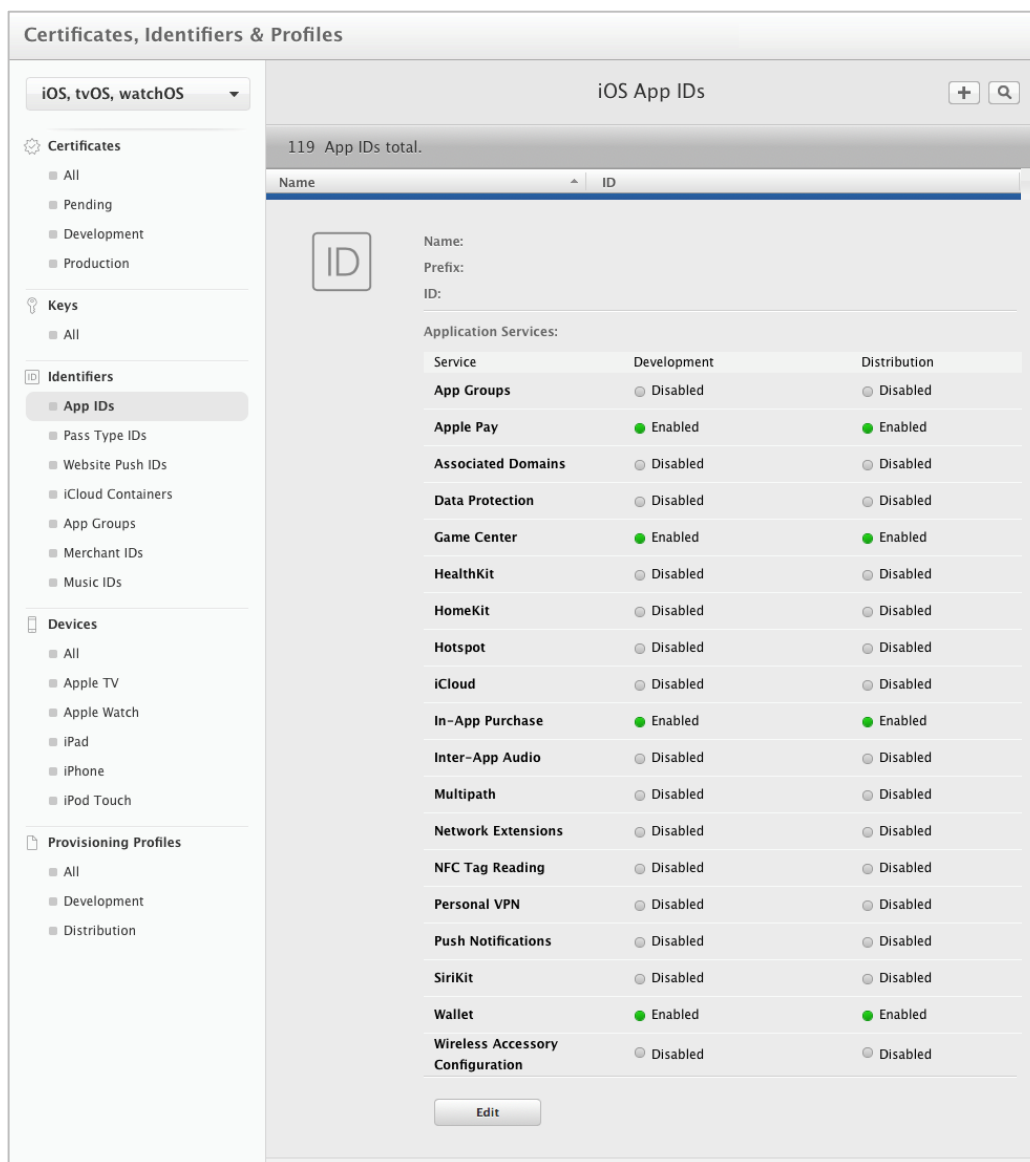 Certificates, Identifiers & Profiles
iOS, tvOS, watchOS
Certificates
All
Pending
Development
Production
Keys
All
ID Identifiers
App IDs
Pass Type IDs
Website Push IDs
iCloud Containers
App Groups
Merchant IDs
Music IDs
Devices
All
Apple TV
Apple Watch
iPad
iPhone
iPod Touch
Provisioning Profiles
All
Development
Distribution
iOS App IDs
119 App IDs total.
Name ID
ID
Name:
Prefix:
ID:
Application Services:
Service Development Distribution
App Groups Disabled Disabled
Apple Pay Enabled Enabled
Associated Domains Disabled Disabled
Data Protection Disabled Disabled
Game Center Enabled Enabled
HealthKit Disabled Disabled
HomeKit Disabled Disabled
Hotspot Disabled Disabled
iCloud Disabled Disabled
In-App Purchase Enabled Enabled
Inter-App Audio Disabled Disabled
Multipath Disabled Disabled
Network Extensions Disabled Disabled
NFC Tag Reading Disabled Disabled
Personal VPN Disabled Disabled
Push Notifications Disabled Disabled
SiriKit Disabled Disabled
Wallet Enabled Enabled
Wireless Accessory
Configuration Disabled Disabled
Edit